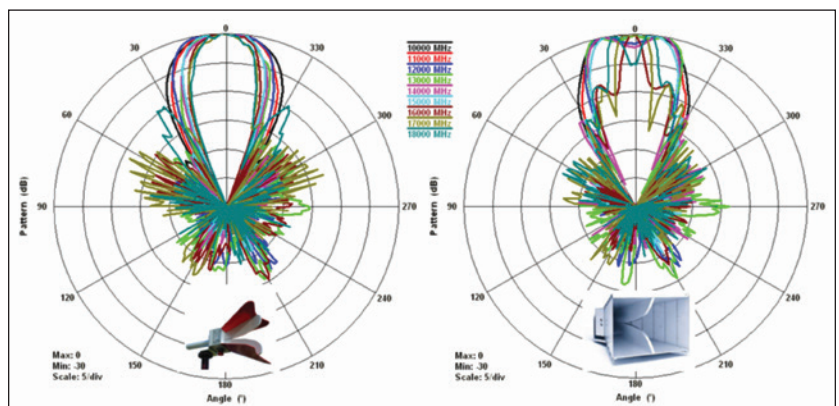 0
30
330
60
300
Pattern (dB)
90
270
120
240
Max: 0
Min: -30
Scale: 5/div
150
210
180
Angle (°)
10000 MHz
11000 MHz
12000 MHz
13000 MHz
14000 MHz
15000 MHz
16000 MHz
17000 MHz
18000 MHz
0
30
330
60
300
Pattern (dB)
90
270
120
240
Max: 0
Min: -30
Scale: 5/div
150
210
180
Angle (°)